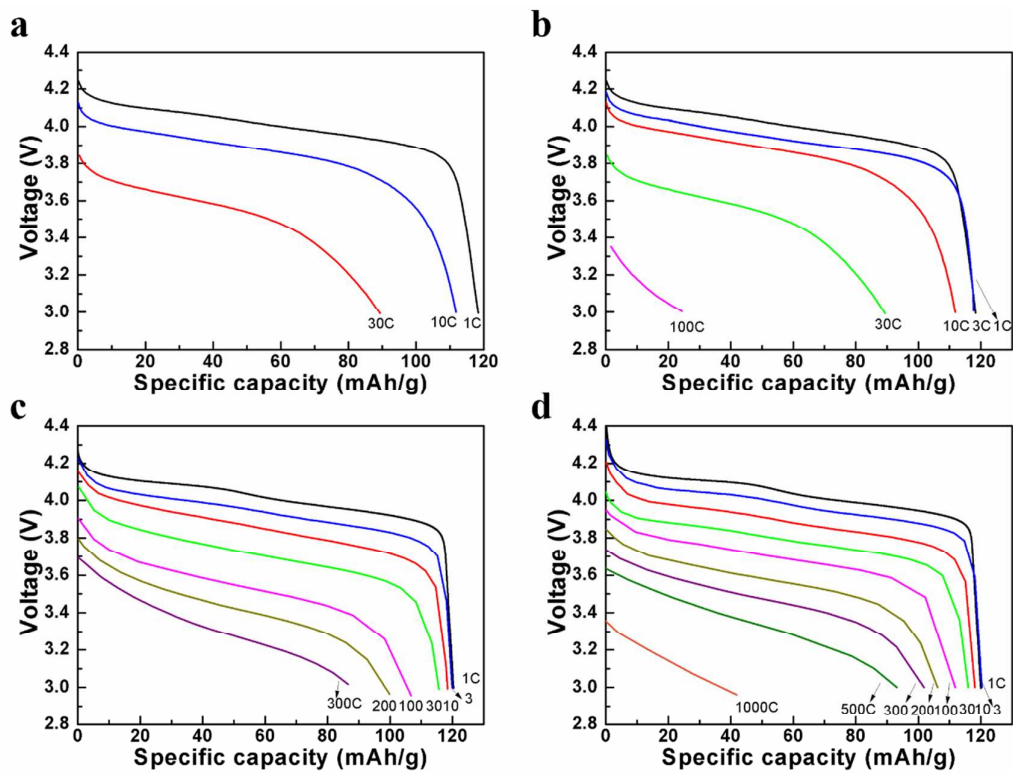 a
4.4
4.2
4.0
3.8
3.6
3.4
3.2
3.0
2.8
Voltage (V)
30C 10C 1C
0 20 40 60 80 100 120
Specific capacity (mAh/g)
b
4.4
4.2
4.0
3.8
3.6
3.4
3.2
3.0
2.8
Voltage (V)
100C 30C 10C 3C 1C
0 20 40 60 80 100 120
Specific capacity (mAh/g)
c
4.4
4.2
4.0
3.8
3.6
3.4
3.2
3.0
2.8
Voltage (V)
300C 200 100 30 10 3 1C
0 20 40 60 80 100 120
Specific capacity (mAh/g)
d
4.4
4.2
4.0
3.8
3.6
3.4
3.2
3.0
2.8
Voltage (V)
1000C 500C 300 200 100 30 10 3 1C
0 20 40 60 80 100 120
Specific capacity (mAh/g)